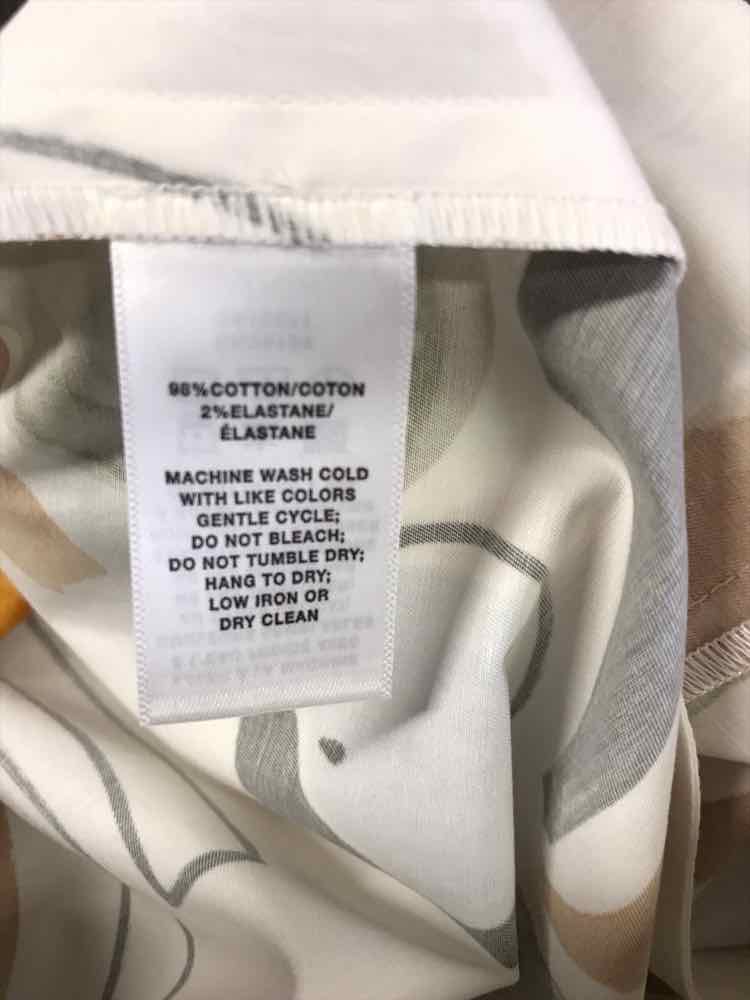 98%COTTON/COTON
2%ELASTANE/
ÉLASTANE
MACHINE WASH COLD
WITH LIKE COLORS
GENTLE CYCLE;
DO NOT BLEACH;
DO NOT TUMBLE DRY;
HANG TO DRY;
LOW IRON OR
DRY CLEAN